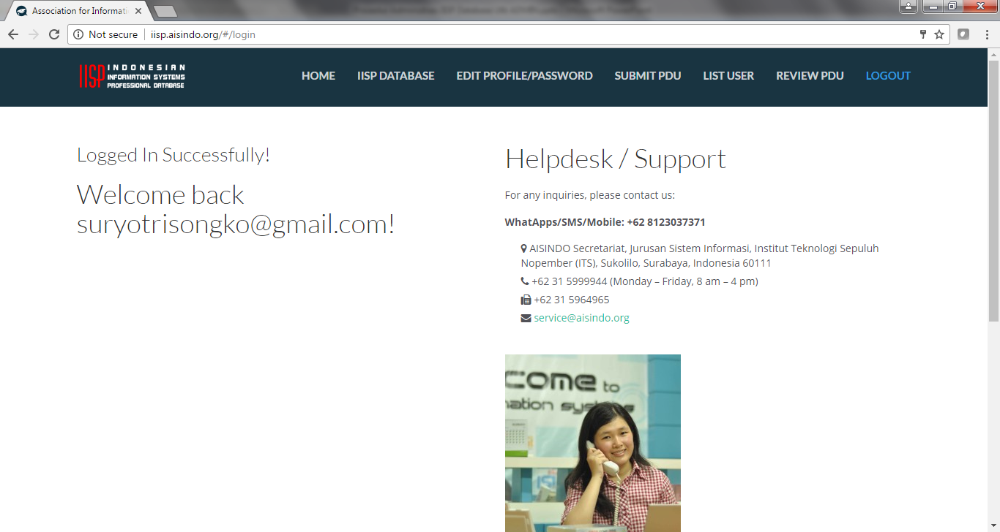 Association for Informati
Not secure
iisp.aisindo.org/#/login
IISP
INDONESIAN
INFORMATION SYSTEMS
PROFESSIONAL DATABASE
HOME
IISP DATABASE
EDIT PROFILE/PASSWORD
SUBMIT PDU
LIST USER
REVIEW PDU
LOGOUT
Logged In Successfully!
Welcome back
suryotrisongko@gmail.com!
Helpdesk / Support
For any inquiries, please contact us:
WhatApps/SMS/Mobile: +62 8123037371
AISINDO Secretariat, Jurusan Sistem Informasi, Institut Teknologi Sepuluh
Nopember (ITS), Sukolilo, Surabaya, Indonesia 60111
+62 31 5999944 (Monday – Friday, 8 am – 4 pm)
+62 31 5964965
service@aisindo.org
COME to
mation systems